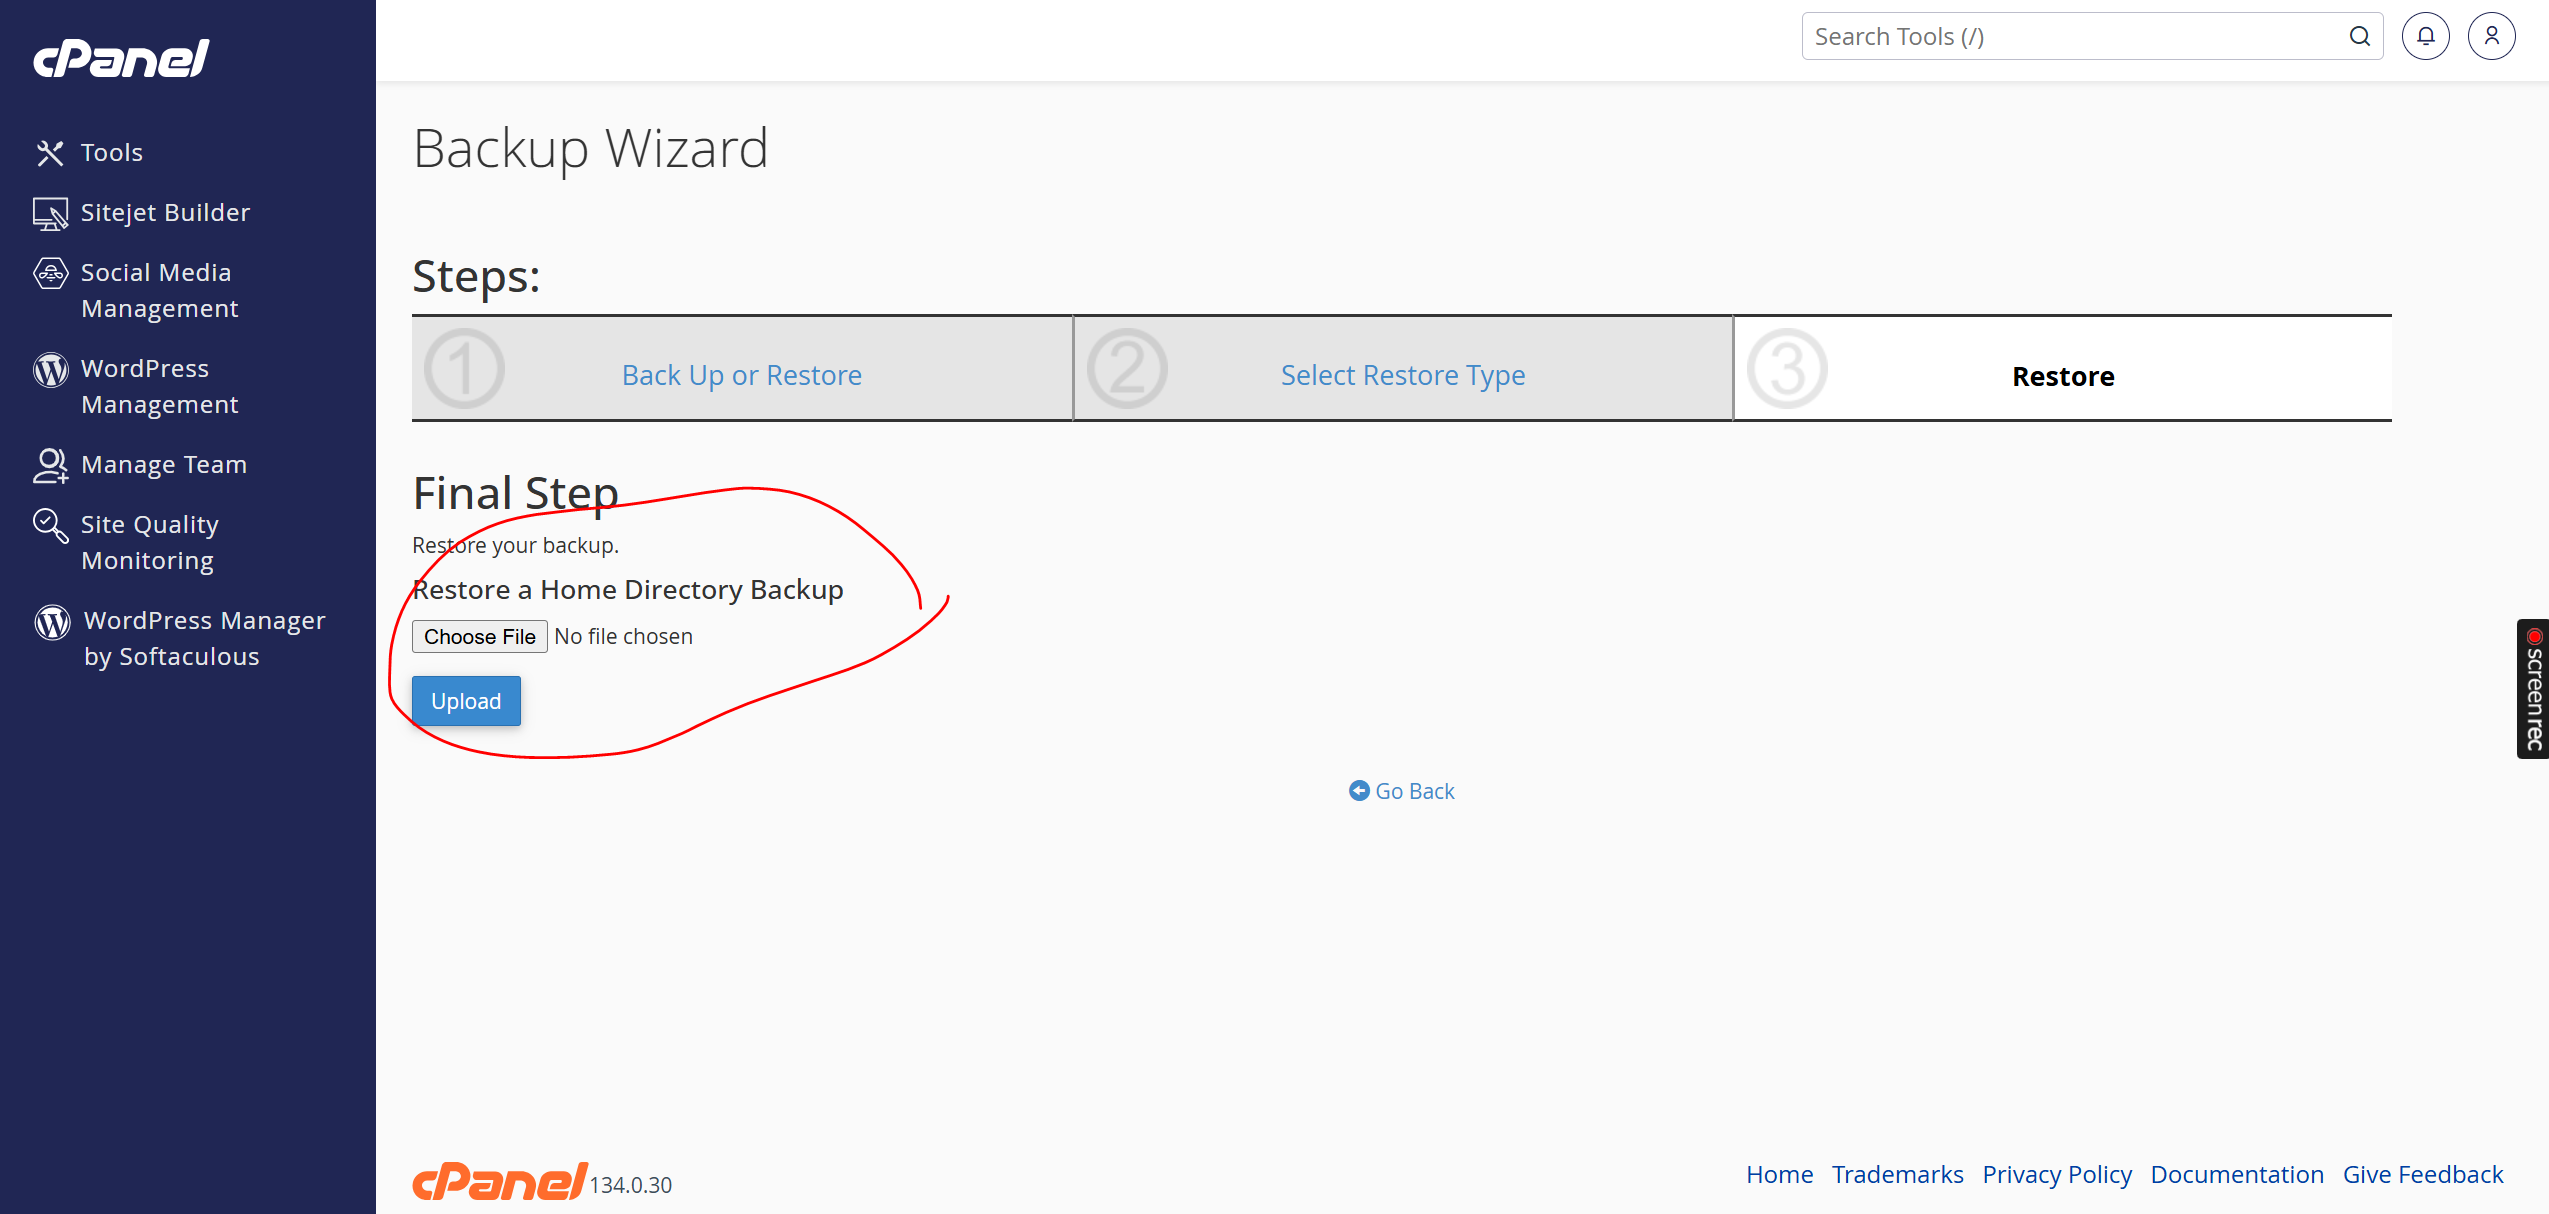 cPanel
Search Tools (/)
Tools
Sitejet Builder
Social Media
Management
WordPress
Management
Manage Team
Site Quality
Monitoring
WordPress Manager
by Softaculous
Backup Wizard
Steps:
1 Back Up or Restore
2 Select Restore Type
3 Restore
Final Step
Restore your backup.
Restore a Home Directory Backup
Choose File No file chosen
Upload
Go Back
screenrec
cPanel 134.0.30
Home Trademarks Privacy Policy Documentation Give Feedback